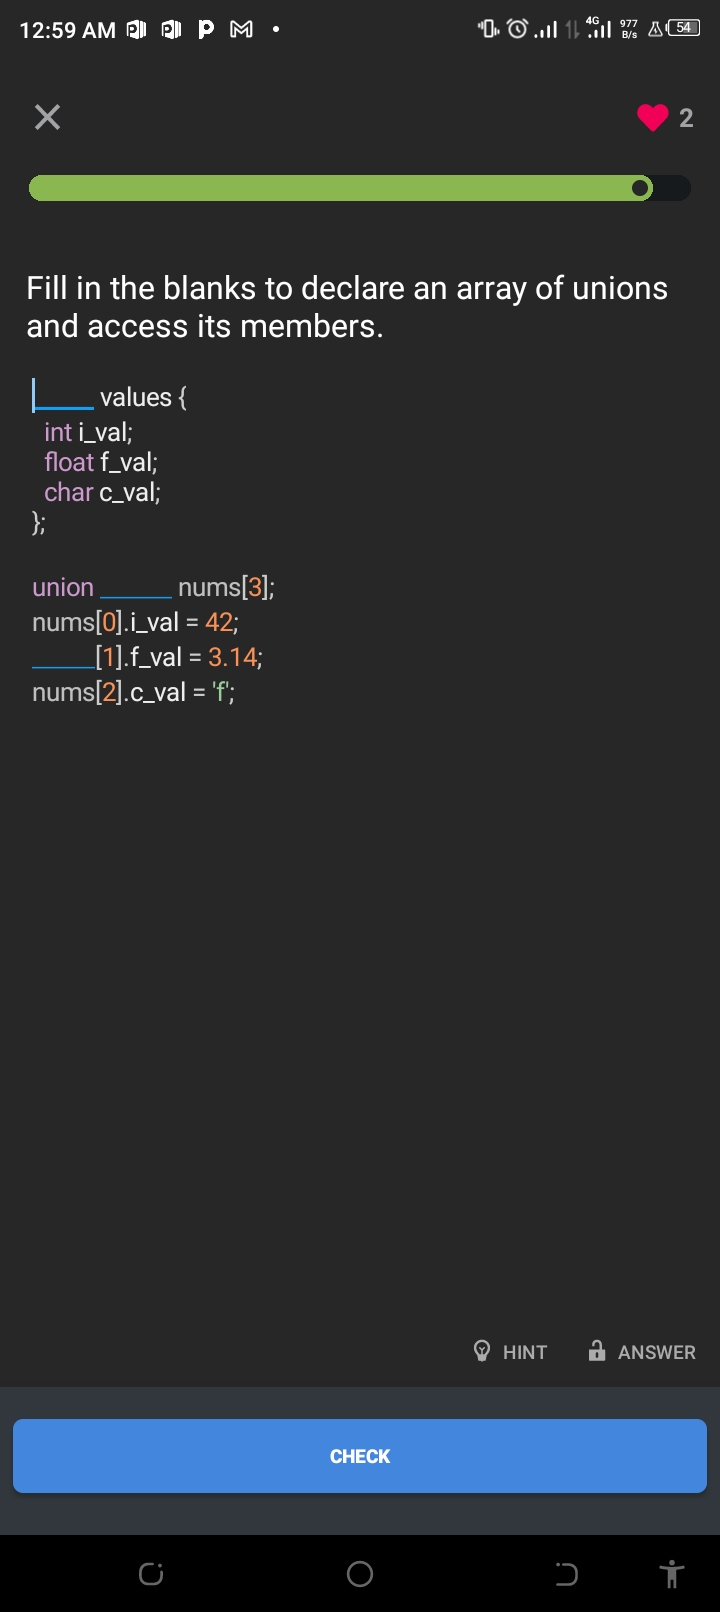 12:59 AM
4G
977
B/s
54
2
Fill in the blanks to declare an array of unions
and access its members.
_____ values {
int i_val;
float f_val;
char c_val;
};
union ______ nums[3];
nums[0].i_val = 42;
_____[1].f_val = 3.14;
nums[2].c_val = 'f';
HINT
ANSWER
CHECK